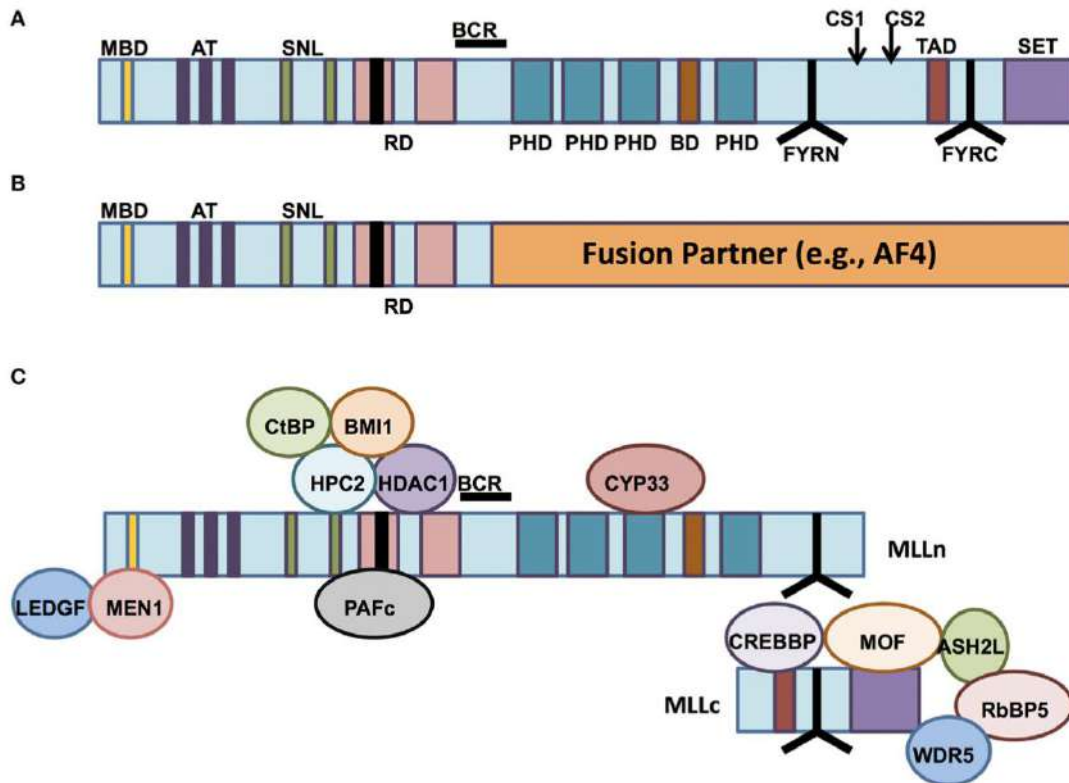 A
BCR
CS1 CS2
MBD AT SNL TAD SET
RD PHD PHD PHD BD PHD FYRN FYRC
B
MBD AT SNL
Fusion Partner (e.g., AF4)
RD
C
CtBP BMI1
HPC2 HDAC1 BCR CYP33
MLLn
LEDGF MEN1 PAFc
CREBBP MOF ASH2L
MLLc RbBP5
WDR5